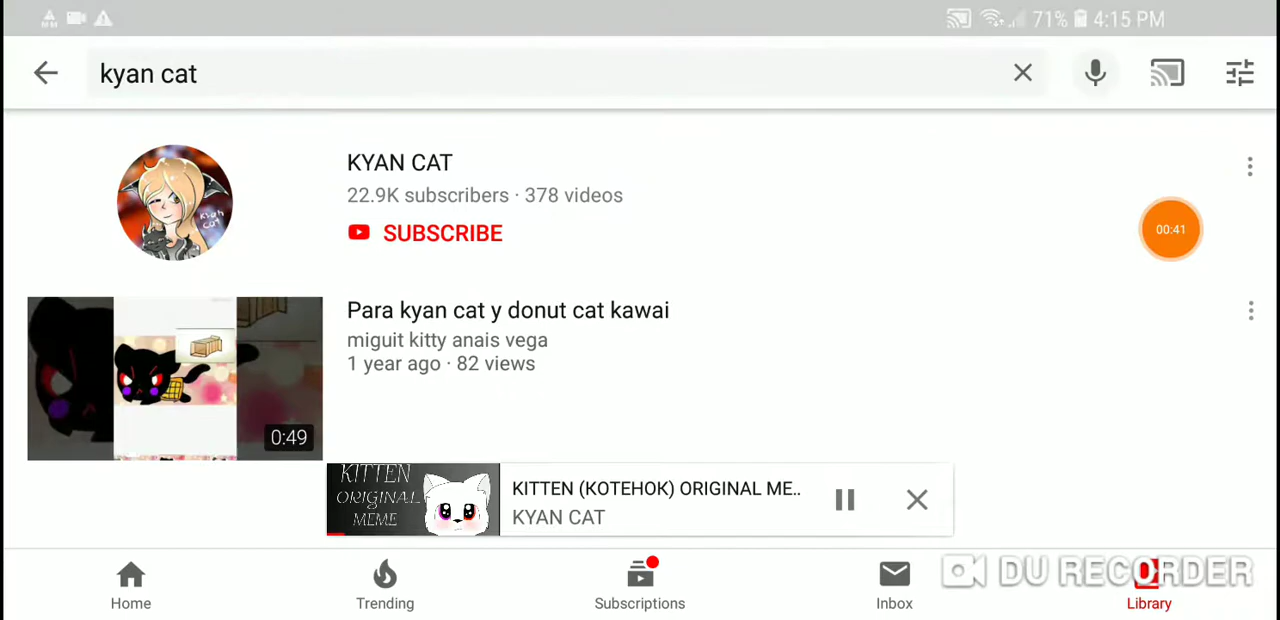 71% 4:15 PM
kyan cat
KYAN CAT
22.9K subscribers · 378 videos
SUBSCRIBE
00:41
Kyan
Cat
Para kyan cat y donut cat kawai
miguit kitty anais vega
1 year ago · 82 views
0:49
KITTEN
ORIGINAL
MEME
KITTEN (KOTEHOK) ORIGINAL ME..
KYAN CAT
DU RECORDER
Home
Trending
Subscriptions
Inbox
Library